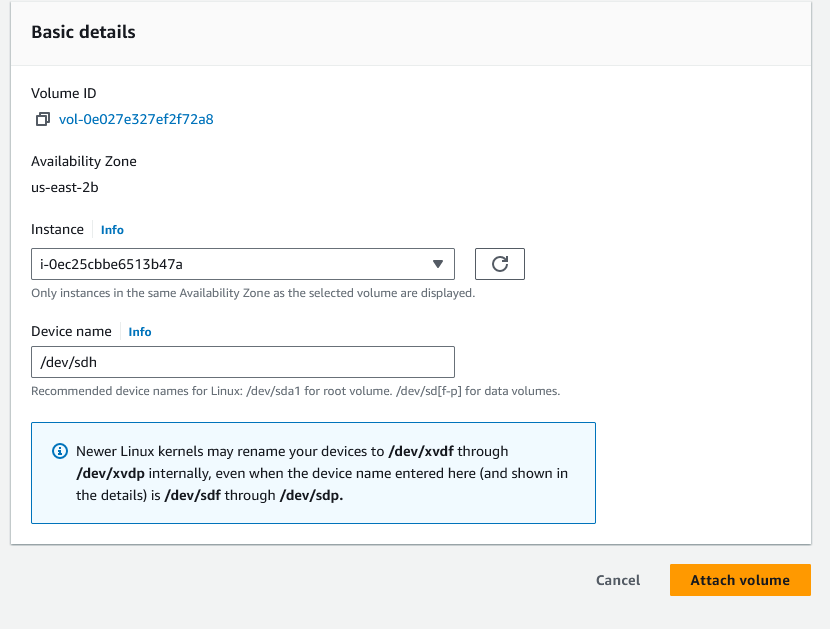 Basic details
Volume ID
vol-0e027e327ef2f72a8
Availability Zone
us-east-2b
Instance Info
i-0ec25cbbe6513b47a
Only instances in the same Availability Zone as the selected volume are displayed.
Device name Info
/dev/sdh
Recommended device names for Linux: /dev/sda1 for root volume. /dev/sd[f-p] for data volumes.
Newer Linux kernels may rename your devices to /dev/xvdf through
/dev/xvdp internally, even when the device name entered here (and shown in
the details) is /dev/sdf through /dev/sdp.
Cancel Attach volume